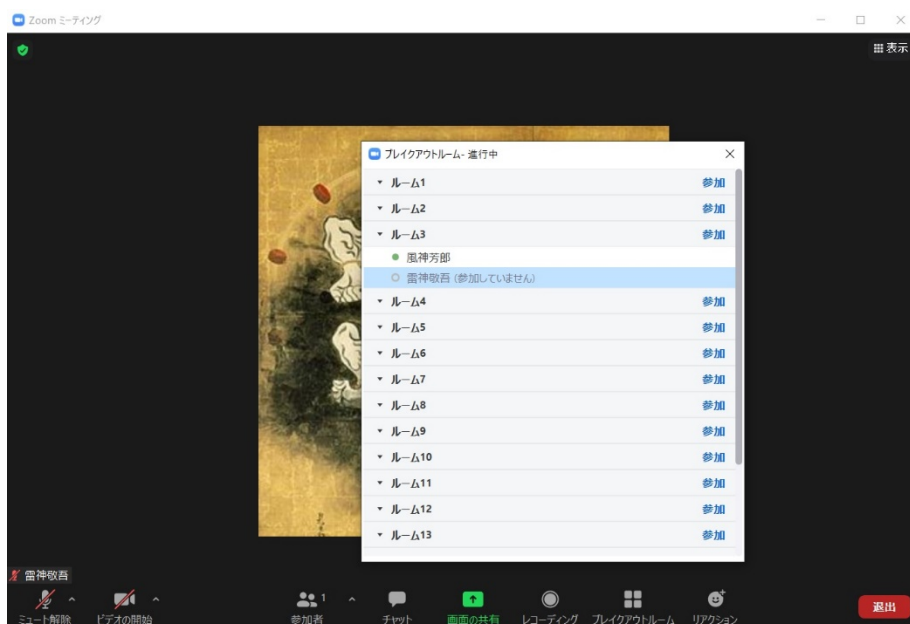 Zoom ミーティング
表示
ブレイクアウトルーム- 進行中
ルーム1 参加
ルーム2 参加
ルーム3 参加
風神芳郎
雷神敬吾 (参加していません)
ルーム4 参加
ルーム5 参加
ルーム6 参加
ルーム7 参加
ルーム8 参加
ルーム9 参加
ルーム10 参加
ルーム11 参加
ルーム12 参加
ルーム13 参加
雷神敬吾
1
ミュート解除 ビデオの開始 参加者 チャット 画面の共有 レコーディング ブレイクアウトルーム リアクション 退出